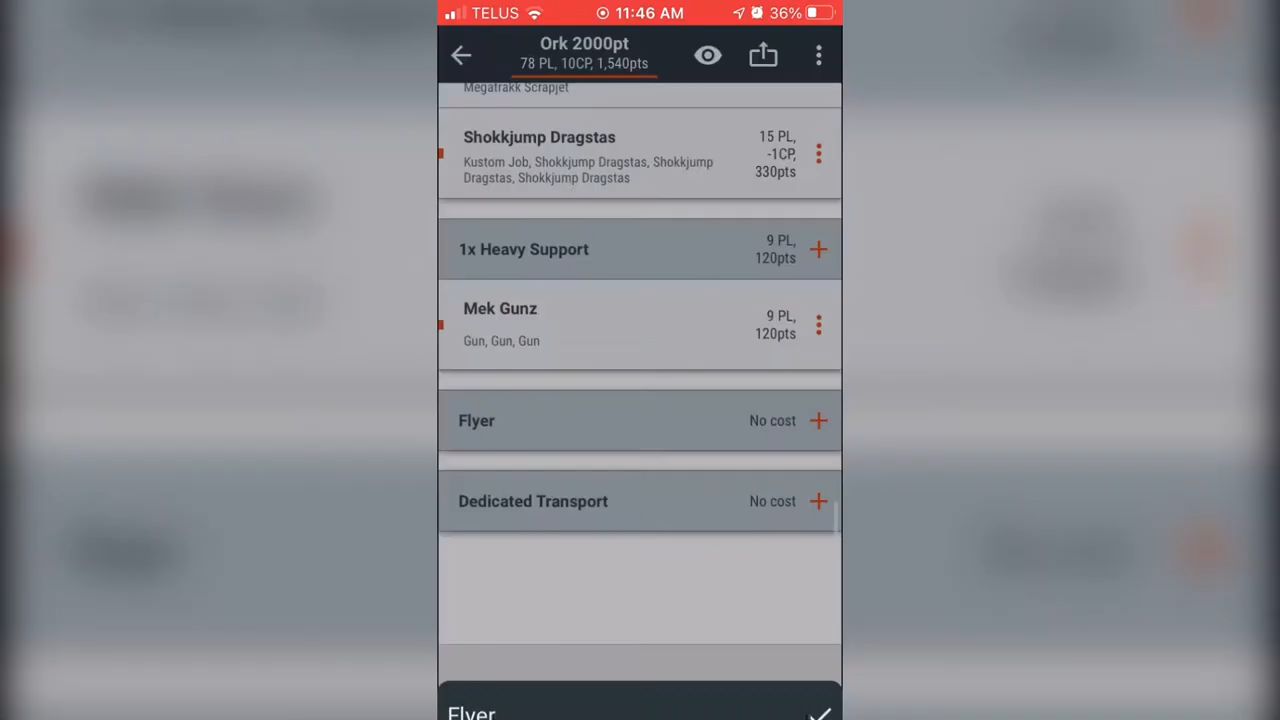 TELUS 11:46 AM 36%
Ork 2000pt
78 PL, 10CP, 1,540pts
Megatrakk Scrapjet
Shokkjump Dragstas
15 PL,
-1CP,
330pts
Kustom Job, Shokkjump Dragstas, Shokkjump
Dragstas, Shokkjump Dragstas
1x Heavy Support
9 PL,
120pts
Mek Gunz
9 PL,
120pts
Gun, Gun, Gun
Flyer No cost
Dedicated Transport No cost
Flyer